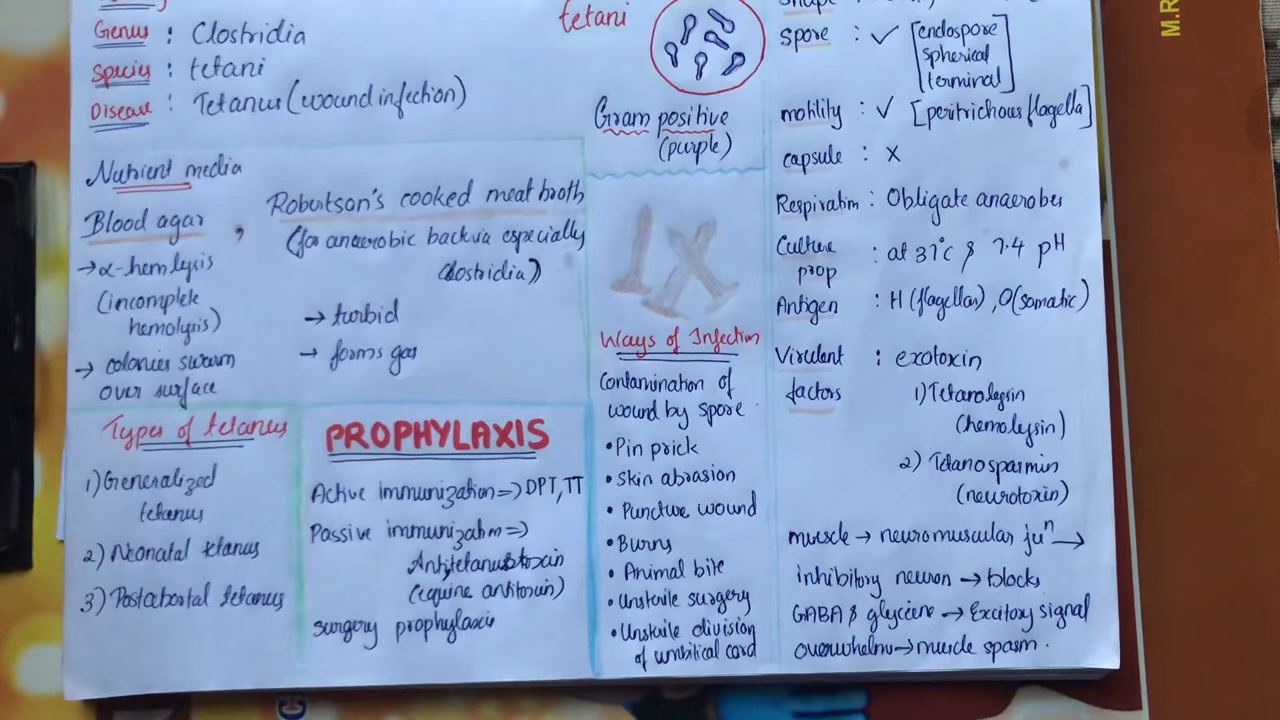 Genus : Clostridia
Species : tetani
Disease : Tetanus (wound infection)
Nutrient media
Blood agar ,
→ α-hemlysis
(incomplete
hemolysis)
→ colonies swarm
over surface
Robertson's cooked meat broth
(for anaerobic bactria especially
Clostridia)
→ turbid
→ forms gas
Types of tetanus
1) Generalized
tetanus
2) Neonatal tetanus
3) Postabortal tetanus
PROPHYLAXIS
Active immunization => DPT, TT
Passive immunization =>
Antitetanus toxin
(equine antitoxin)
surgery prophylaxis
tetani
Gram positive
(purple)
Ways of Infection
Contamination of
wound by spore.
• Pin prick
• Skin abrasion
• Puncture wound
• Burns
• Animal bite
• Unsterile surgery
• Unsterile division
of umbilical cord
shape
spore : ✓ [endospore
spherical
terminal]
motility : ✓ [peritrichous flagella]
capsule : x
Respiration : Obligate anaerobes
Culture : at 37°c & 7.4 pH
prop
Antigen : H (flagellar), O (somatic)
Virulent : exotoxin
factors
1) Tetanolysin
(hemolysin)
2) Tetanospasmin
(neurotoxin)
muscle → neuromuscular juⁿ →
inhibitory neuron → blocks
GABA & glycine → Excitory signal
overwhelm → muscle spasm.
M.R